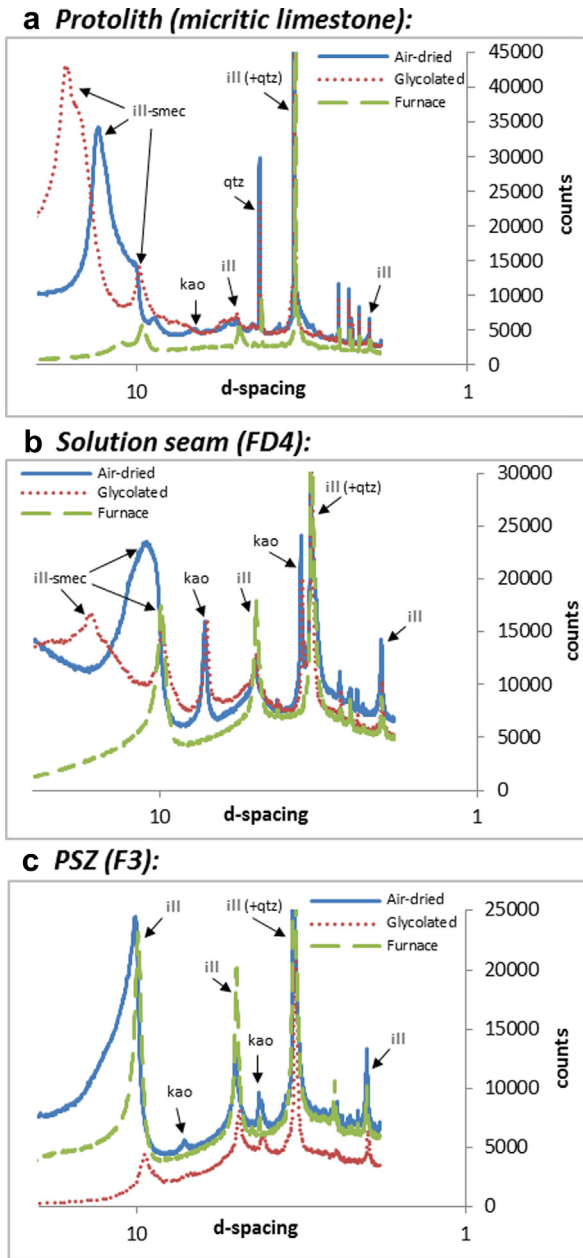 a Protolith (micritic limestone):
Air-dried
Glycolated
Furnace
ill (+qtz)
ill-smec
qtz
kao
ill
ill
45000
40000
35000
30000
25000
20000
15000
10000
5000
0
counts
10
d-spacing
1
b Solution seam (FD4):
Air-dried
Glycolated
Furnace
ill (+qtz)
kao
ill-smec
kao
ill
ill
30000
25000
20000
15000
10000
5000
0
counts
10
d-spacing
1
c PSZ (F3):
ill
ill (+qtz)
Air-dried
Glycolated
Furnace
ill
kao
kao
ill
25000
20000
15000
10000
5000
0
counts
10
d-spacing
1